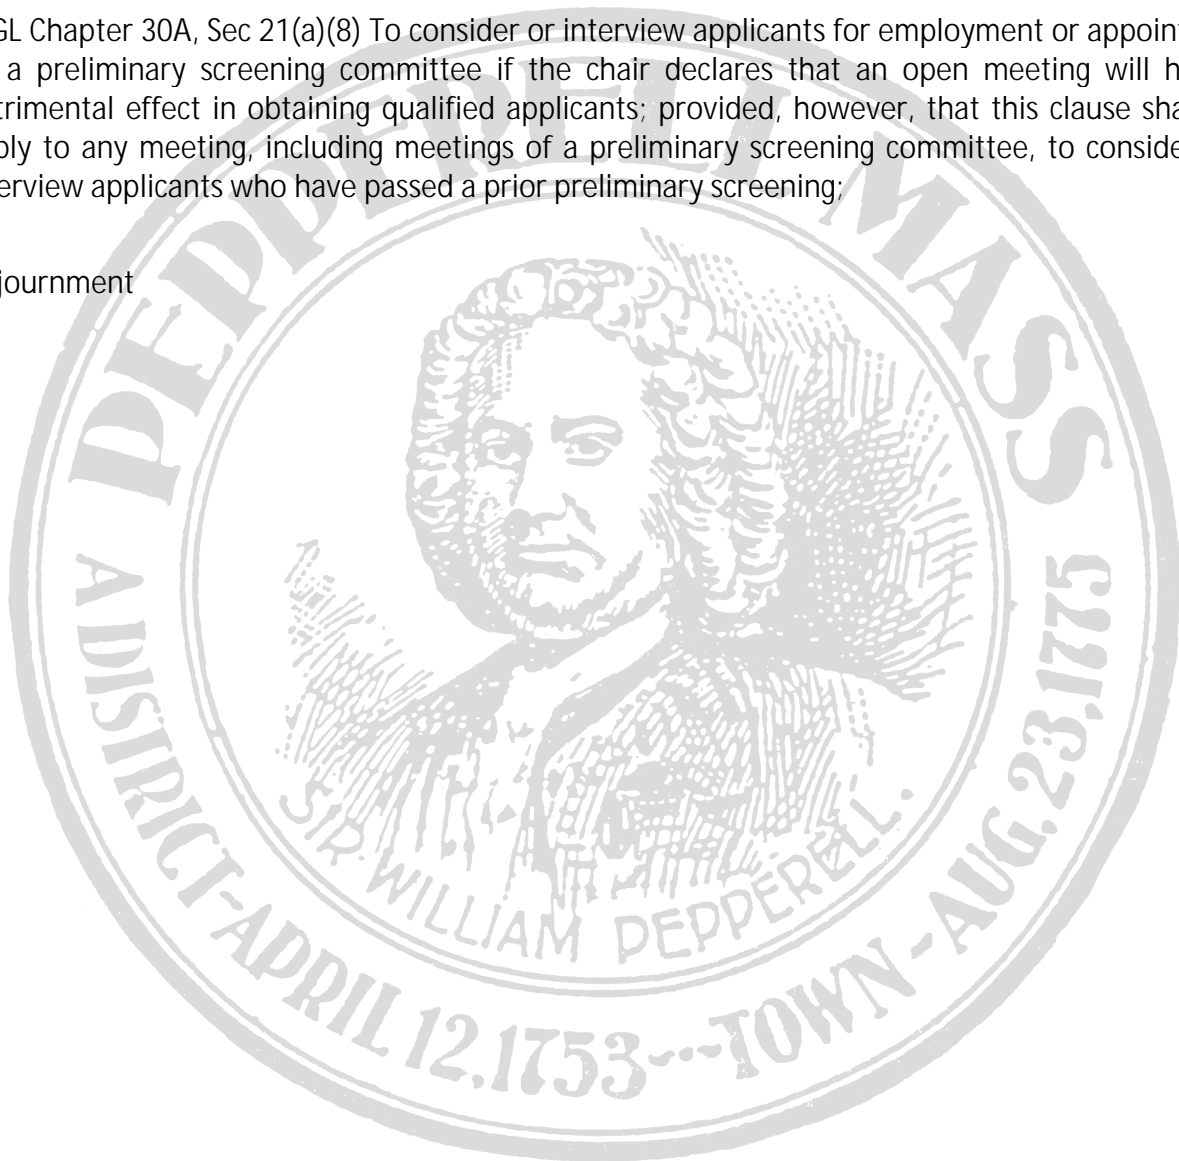 GL Chapter 30A, Sec 21(a)(8) To consider or interview applicants for employment or appoint
a preliminary screening committee if the chair declares that an open meeting will h
trimental effect in obtaining qualified applicants; provided, however, that this clause sha
ply to any meeting, including meetings of a preliminary screening committee, to conside
erview applicants who have passed a prior preliminary screening;
journment
PEPPERELL MASS
A DISTRICT-APRIL 12,1753---TOWN-AUG.23,1775
SIR. WILLIAM PEPPERELL.